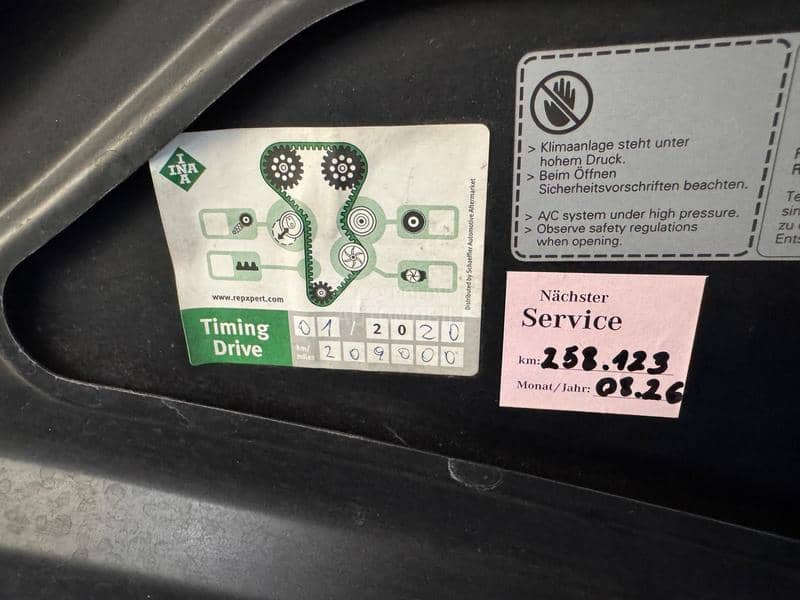 INA
INA
www.repxpert.com
Distributed by Schaeffler Automotive Aftermarket
Timing
Drive
01/2020
km/
miles
209000
> Klimaanlage steht unter
hohem Druck.
> Beim Öffnen
Sicherheitsvorschriften beachten.
> A/C system under high pressure.
> Observe safety regulations
when opening.
Nächster
Service
km: 258.123
Monat/Jahr: 08.26